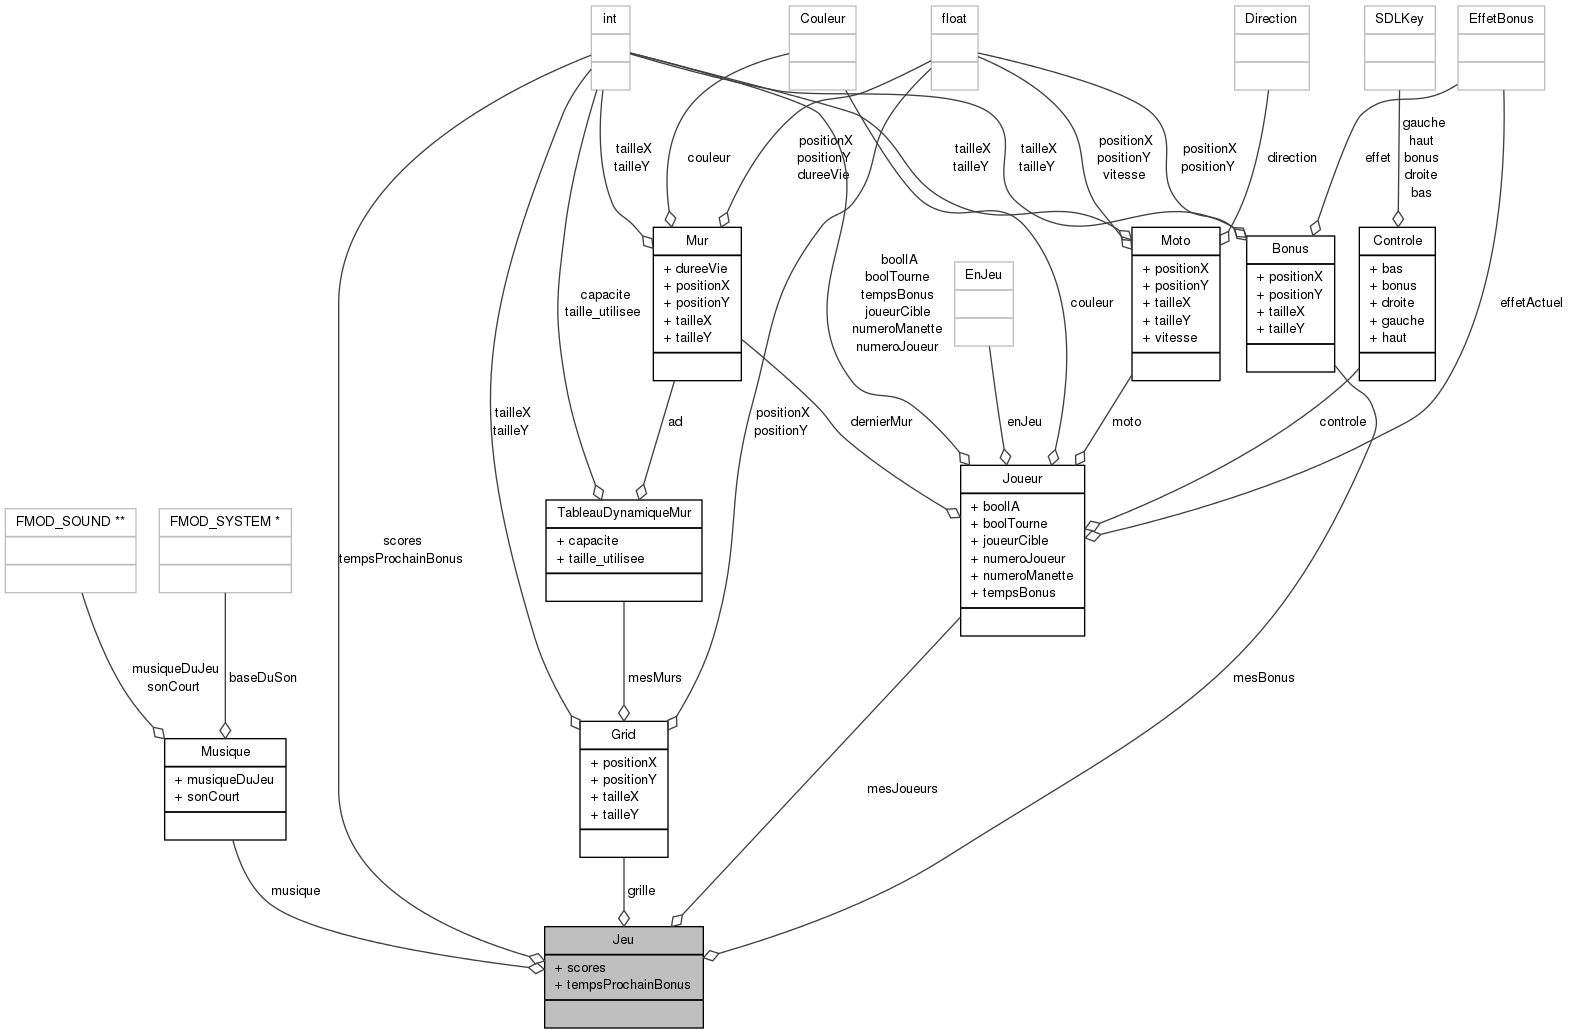 int
Couleur
float
Direction
SDLKey
EffetBonus
tailleX
tailleY
couleur
positionX
positionY
dureeVie
tailleX
tailleY
tailleX
tailleY
positionX
positionY
vitesse
positionX
positionY
direction
effet
gauche
haut
bonus
droite
bas
Mur
+ dureeVie
+ positionX
+ positionY
+ tailleX
+ tailleY
Moto
+ positionX
+ positionY
+ tailleX
+ tailleY
+ vitesse
Bonus
+ positionX
+ positionY
+ tailleX
+ tailleY
Controle
+ bas
+ bonus
+ droite
+ gauche
+ haut
capacite
taille_utilisee
boolIA
boolTourne
tempsBonus
joueurCible
numeroManette
numeroJoueur
EnJeu
couleur
effetActuel
tailleX
tailleY
ad
positionX
positionY
dernierMur
enJeu
moto
controle
FMOD_SOUND **
FMOD_SYSTEM *
scores
tempsProchainBonus
TableauDynamiqueMur
+ capacite
+ taille_utilisee
Joueur
+ boolIA
+ boolTourne
+ joueurCible
+ numeroJoueur
+ numeroManette
+ tempsBonus
musiqueDuJeu
sonCourt
baseDuSon
mesMurs
mesBonus
Musique
+ musiqueDuJeu
+ sonCourt
Grid
+ positionX
+ positionY
+ tailleX
+ tailleY
mesJoueurs
musique
grille
Jeu
+ scores
+ tempsProchainBonus